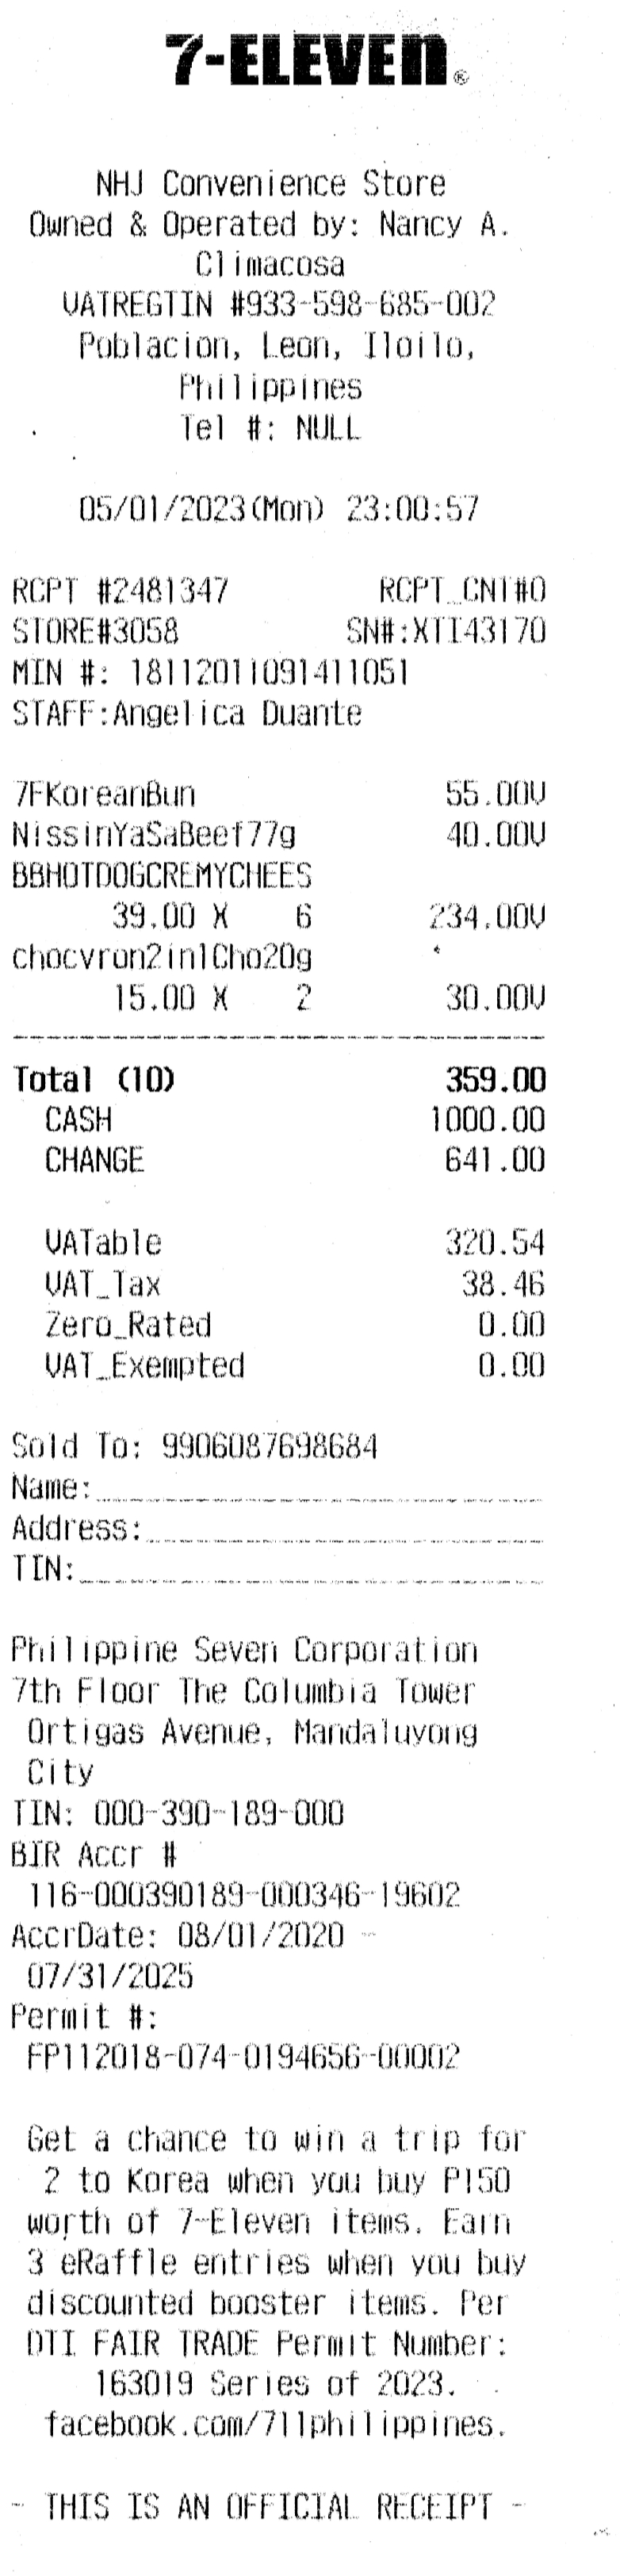 7-ELEVEN®
NHJ Convenience Store
Owned & Operated by: Nancy A.
Climacosa
VATREGTIN #933-598-685-002
Poblacion, Leon, Iloilo,
Philippines
Tel #: NULL
05/01/2023(Mon) 23:00:57
RCPT #2481347 RCPT_CNT#0
STORE#3058 SN#:XTI43170
MIN #: 18112011091411051
STAFF:Angelica Duante
7FKoreanBun 55.00V
NissinYaSaBeef77g 40.00V
BBHOTDOGCREMYCHEES
39.00 X 6 234.00V
chocvron2in1Cho20g
15.00 X 2 30.00V
Total (10) 359.00
CASH 1000.00
CHANGE 641.00
VATable 320.54
VAT_Tax 38.46
Zero_Rated 0.00
VAT_Exempted 0.00
Sold To: 9906087698684
Name:
Address:
TIN:
Philippine Seven Corporation
7th Floor The Columbia Tower
Ortigas Avenue, Mandaluyong
City
TIN: 000-390-189-000
BIR Accr #
116-000390189-000346-19602
AccrDate: 08/01/2020 -
07/31/2025
Permit #:
FP112018-074-0194656-00002
Get a chance to win a trip for
2 to Korea when you buy P150
worth of 7-Eleven items. Earn
3 eRaffle entries when you buy
discounted booster items. Per
DTI FAIR TRADE Permit Number:
163019 Series of 2023.
facebook.com/711philippines.
- THIS IS AN OFFICIAL RECEIPT -